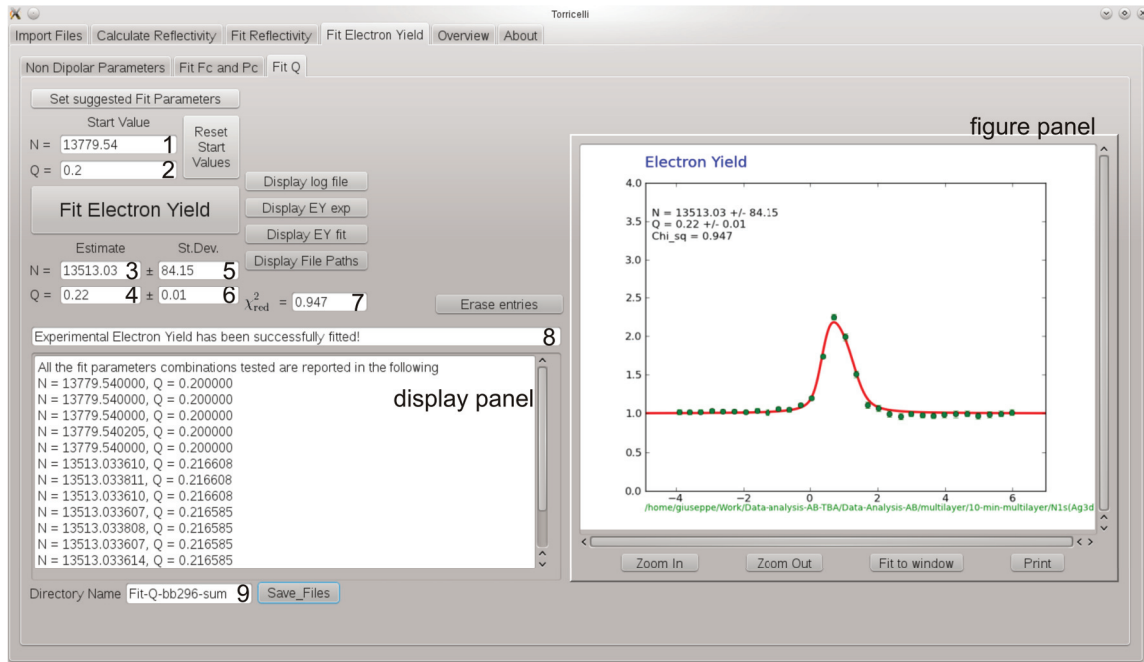 Torricelli
Import Files Calculate Reflectivity Fit Reflectivity Fit Electron Yield Overview About
Non Dipolar Parameters Fit Fc and Pc Fit Q
Set suggested Fit Parameters
Start Value
N = 13779.54 1
Q = 0.2 2
Reset
Start
Values
Fit Electron Yield
Display log file
Display EY exp
Display EY fit
Display File Paths
Estimate St.Dev.
N = 13513.03 3 ± 84.15 5
Q = 0.22 4 ± 0.01 6
χ²red = 0.947 7
Erase entries
Experimental Electron Yield has been successfully fitted! 8
All the fit parameters combinations tested are reported in the following
N = 13779.540000, Q = 0.200000
N = 13779.540000, Q = 0.200000
N = 13779.540000, Q = 0.200000
N = 13779.540205, Q = 0.200000
N = 13779.540000, Q = 0.200000
N = 13513.033610, Q = 0.216608
N = 13513.033811, Q = 0.216608
N = 13513.033610, Q = 0.216608
N = 13513.033607, Q = 0.216585
N = 13513.033808, Q = 0.216585
N = 13513.033607, Q = 0.216585
N = 13513.033614, Q = 0.216585
display panel
Directory Name Fit-Q-bb296-sum 9 Save_Files
figure panel
Electron Yield
N = 13513.03 +/- 84.15
Q = 0.22 +/- 0.01
Chi_sq = 0.947
4.0
3.5
3.0
2.5
2.0
1.5
1.0
0.5
0.0
−4 −2 0 2 4 6
/home/giuseppe/Work/Data-analysis-AB-TBA/Data-Analysis-AB/multilayer/10-min-multilayer/N1s(Ag3d
Zoom In Zcom Out Fit to window Print